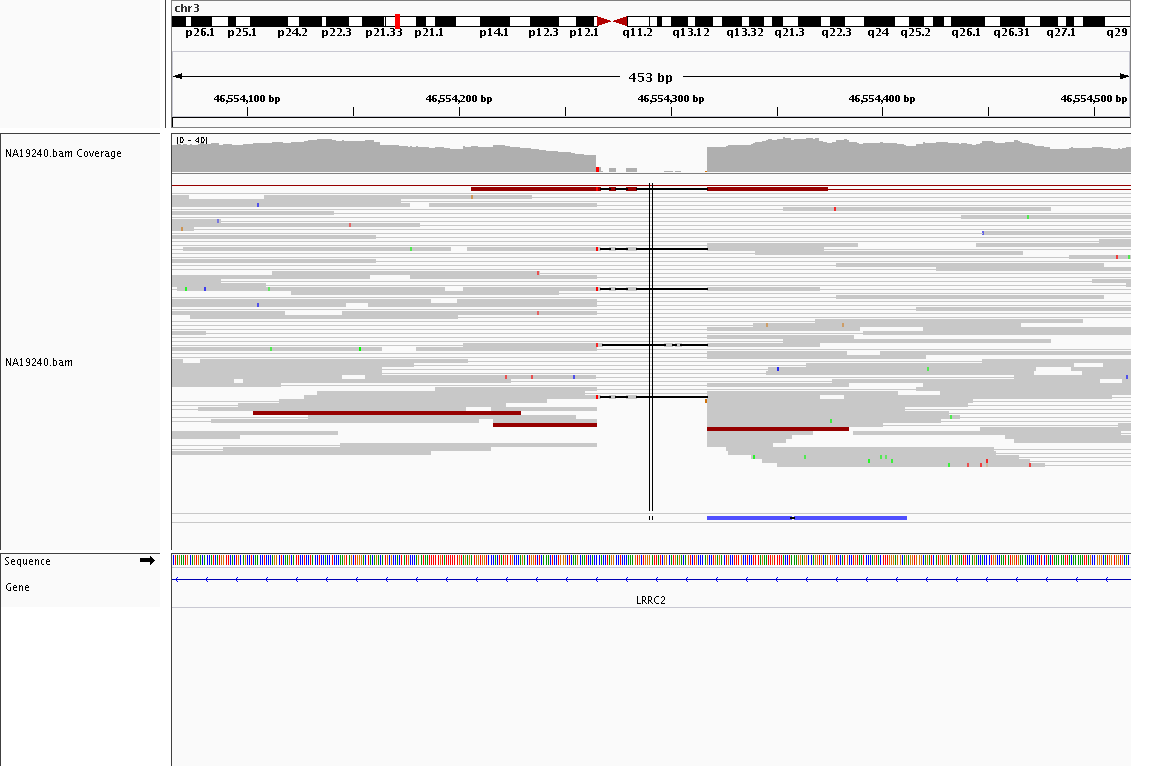 chr3
p26.1 p25.1 p24.2 p22.3 p21.33 p21.1 p14.1 p12.3 p12.1 q11.2 q13.12 q13.32 q21.3 q22.3 q24 q25.2 q26.1 q26.31 q27.1 q29
453 bp
46,554,100 bp 46,554,200 bp 46,554,300 bp 46,554,400 bp 46,554,500 bp
[0 - 40]
NA19240.bam Coverage
NA19240.bam
Sequence
Gene
LRRC2